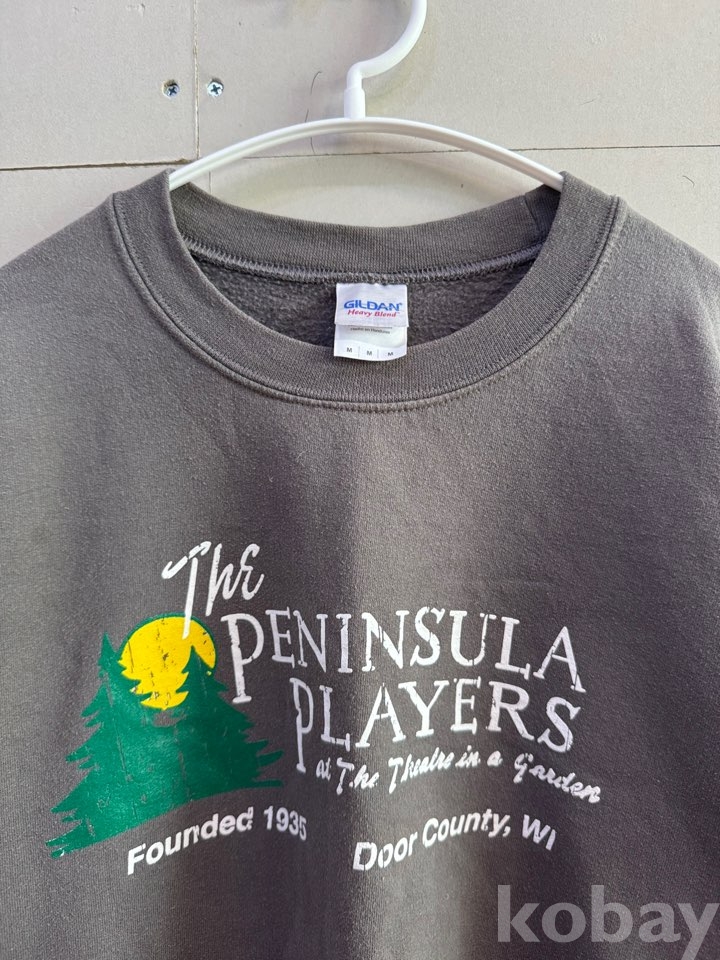 GILDAN
Heavy Blend
M M M
The
PENINSULA
PLAYERS
at The Theatre in a Garden
Founded 1935 Door County, WI
kobay